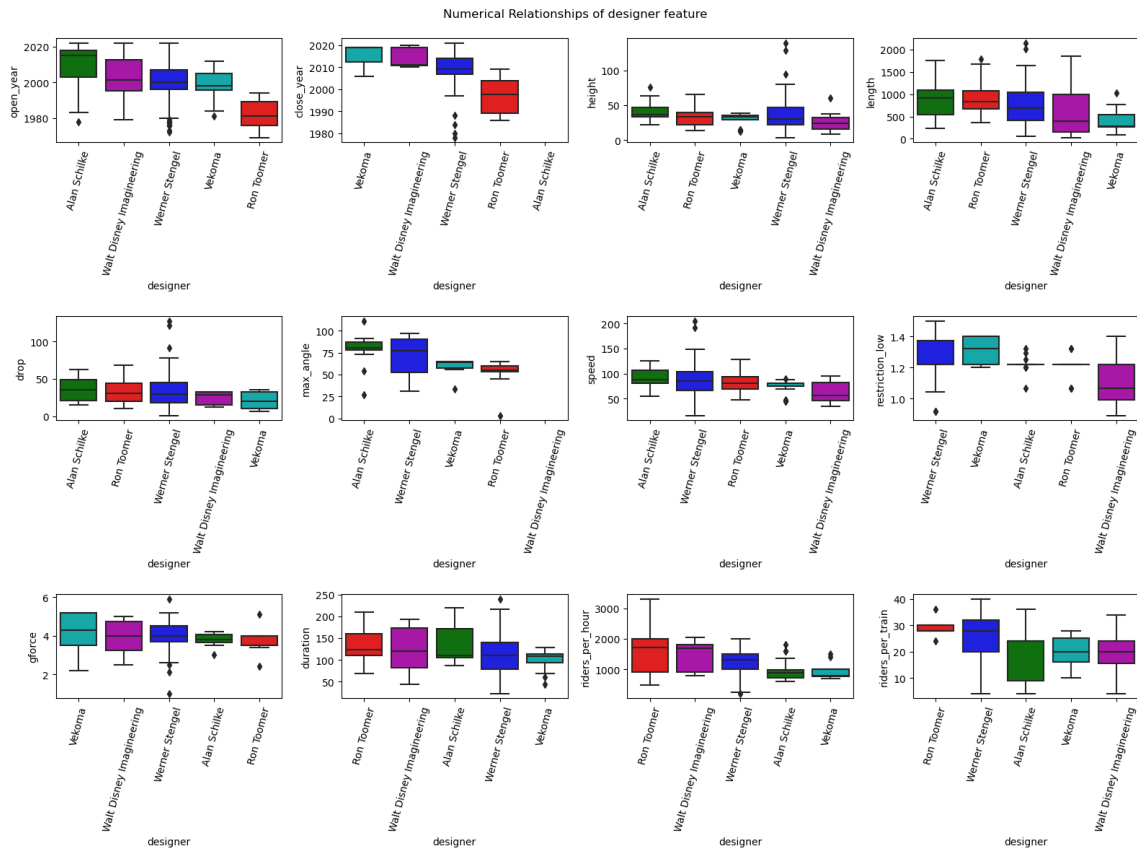 Numerical Relationships of designer feature
open_year
2020
2000
1980
Alan Schilke
Walt Disney Imagineering
Werner Stengel
Vekoma
Ron Toomer
designer
close_year
2020
2010
2000
1990
1980
Vekoma
Walt Disney Imagineering
Werner Stengel
Ron Toomer
Alan Schilke
designer
height
100
50
0
Alan Schilke
Ron Toomer
Vekoma
Werner Stengel
Walt Disney Imagineering
designer
length
2000
1500
1000
500
0
Alan Schilke
Ron Toomer
Werner Stengel
Walt Disney Imagineering
Vekoma
designer
drop
100
50
0
Alan Schilke
Ron Toomer
Werner Stengel
Walt Disney Imagineering
Vekoma
designer
max_angle
100
75
50
25
0
Alan Schilke
Werner Stengel
Vekoma
Ron Toomer
Walt Disney Imagineering
designer
speed
200
150
100
50
Alan Schilke
Werner Stengel
Ron Toomer
Vekoma
Walt Disney Imagineering
designer
restriction_low
1.4
1.2
1.0
Werner Stengel
Vekoma
Alan Schilke
Ron Toomer
Walt Disney Imagineering
designer
gforce
6
4
2
Vekoma
Walt Disney Imagineering
Werner Stengel
Alan Schilke
Ron Toomer
designer
duration
250
200
150
100
50
Ron Toomer
Walt Disney Imagineering
Alan Schilke
Werner Stengel
Vekoma
designer
riders_per_hour
3000
2000
1000
Ron Toomer
Walt Disney Imagineering
Werner Stengel
Alan Schilke
Vekoma
designer
riders_per_train
40
30
20
10
Ron Toomer
Werner Stengel
Alan Schilke
Vekoma
Walt Disney Imagineering
designer